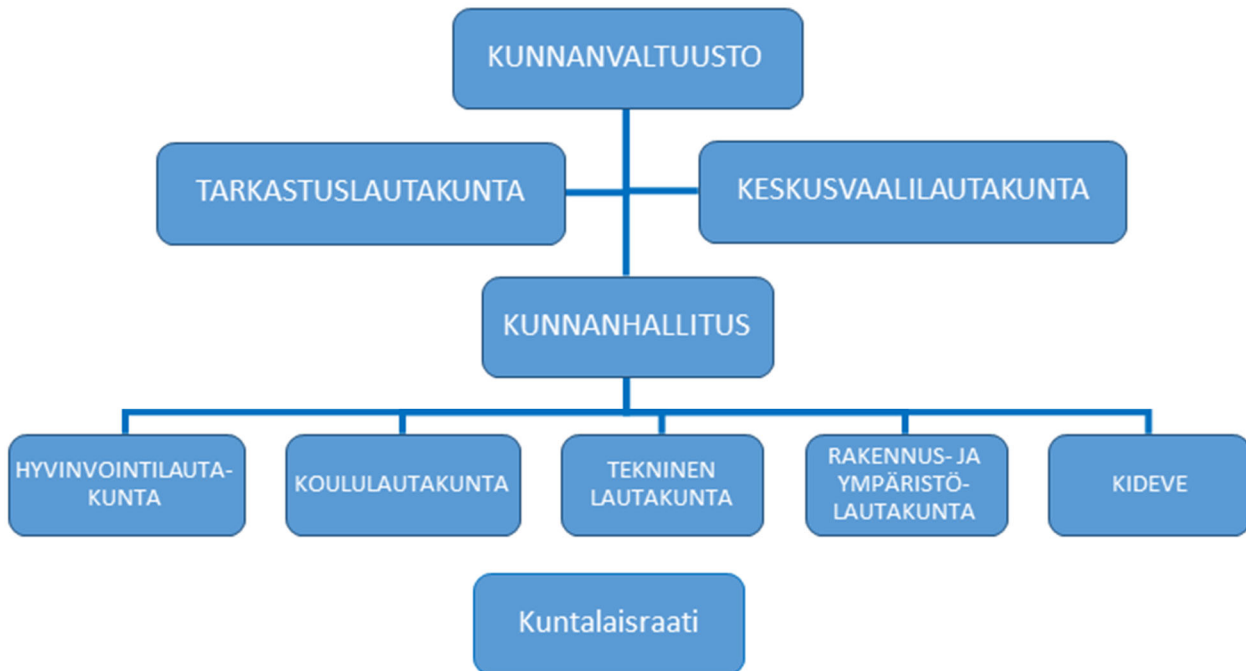 KUNNANVALTUUSTO
TARKASTUSLAUTAKUNTA
KESKUSVAALILAUTAKUNTA
KUNNANHALLITUS
HYVINVOINTILAUTA-
KUNTA
KOULULAUTAKUNTA
TEKNINEN
LAUTAKUNTA
RAKENNUS- JA
YMPÄRISTÖ-
LAUTAKUNTA
KIDEVE
Kuntalaisraati